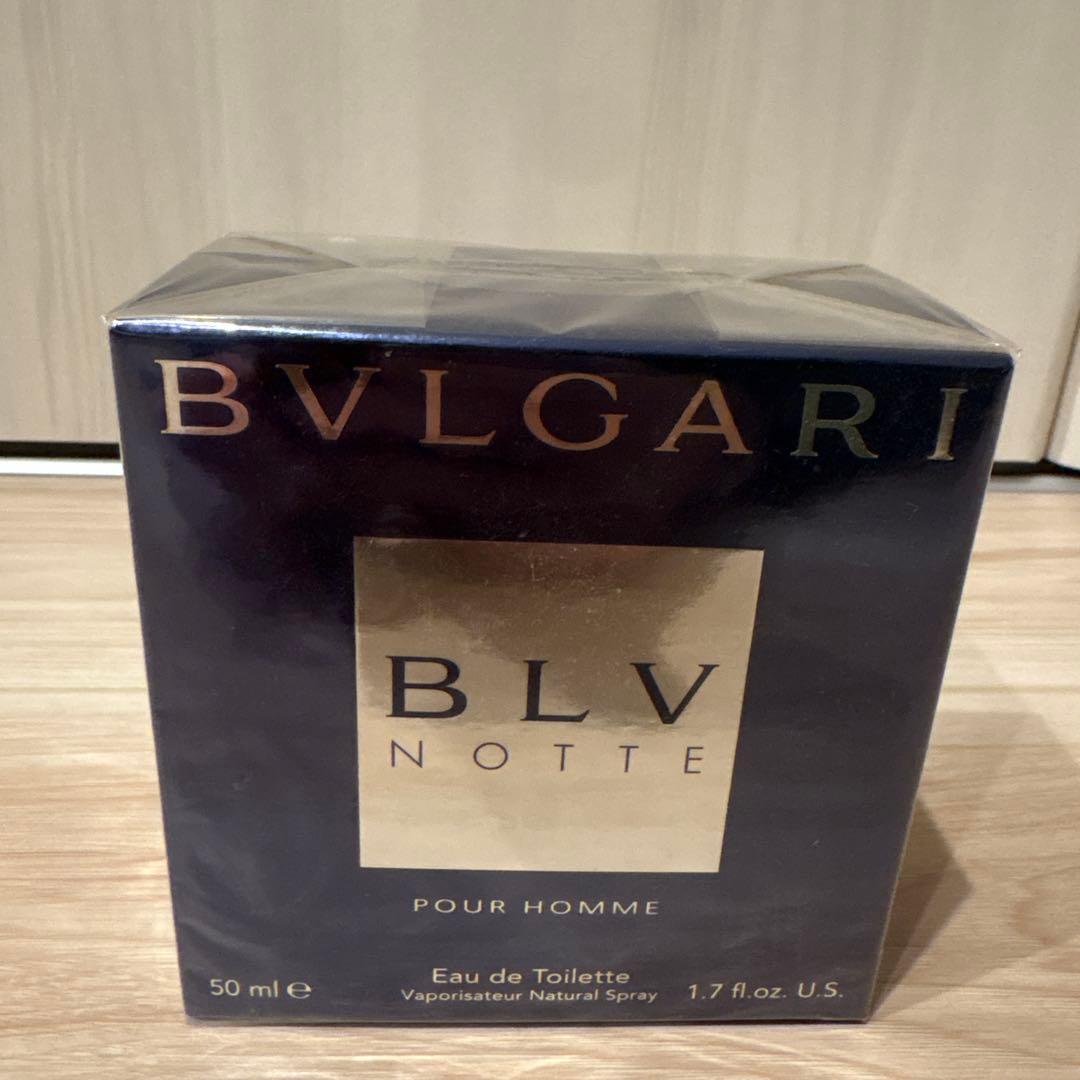 BVLGARI
BLV
NOTTE
POUR HOMME
Eau de Toilette
50 ml ℮ Vaporisateur Natural Spray 1.7 fl.oz. U.S.